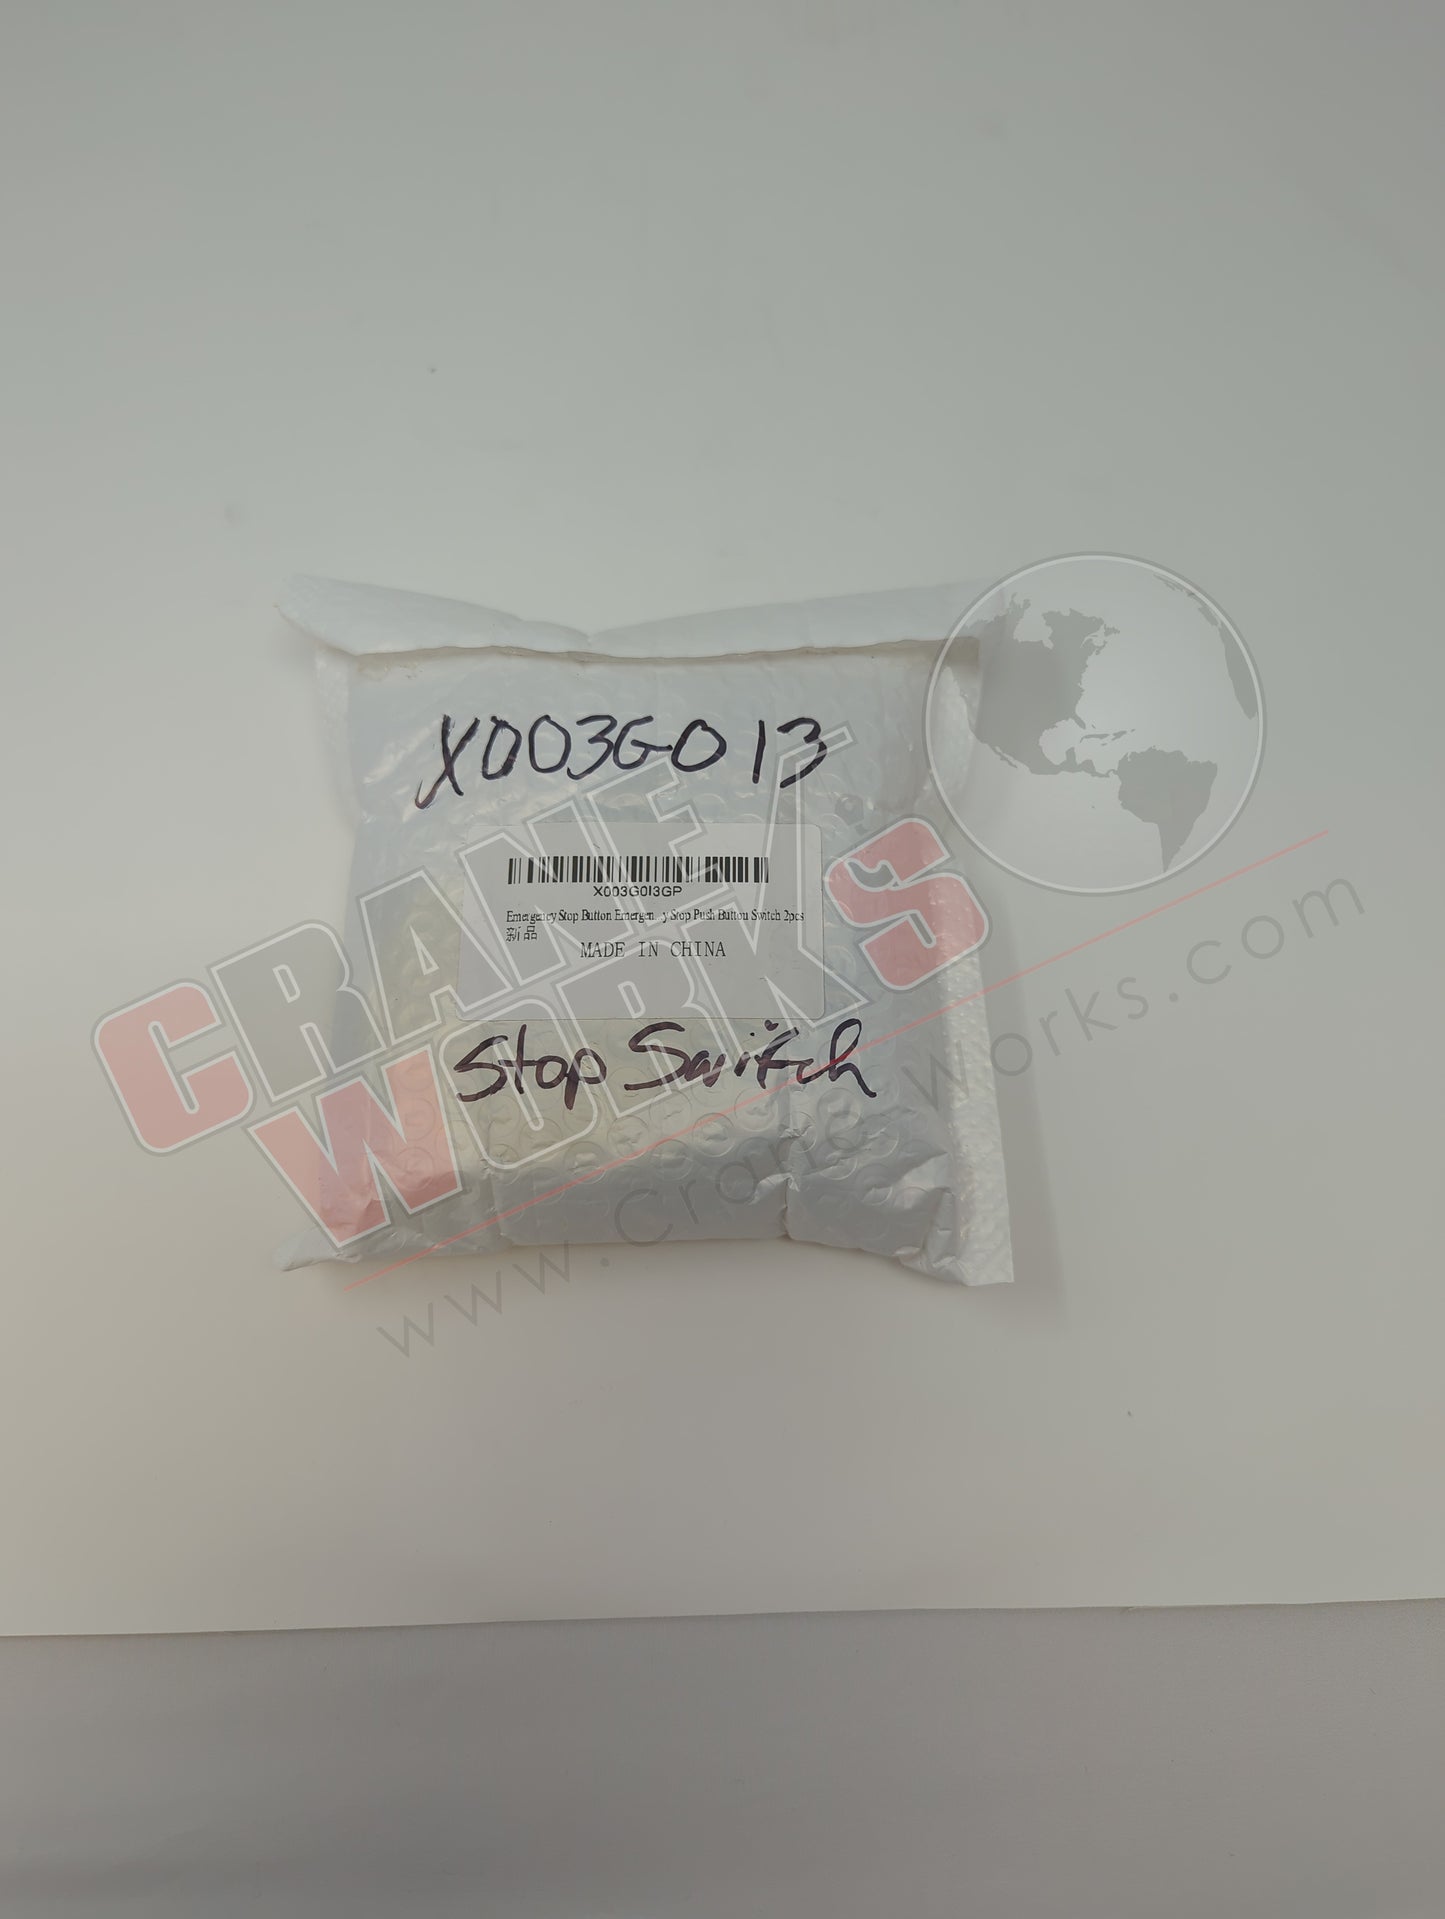 X003G013
X003G0I3GP
Emergency Stop Button Emergen...y Stop Push Button Switch 2pcs
新品
MADE IN CHINA
Stop Switch
CRANE
WORKS
www.CraneWorks.com